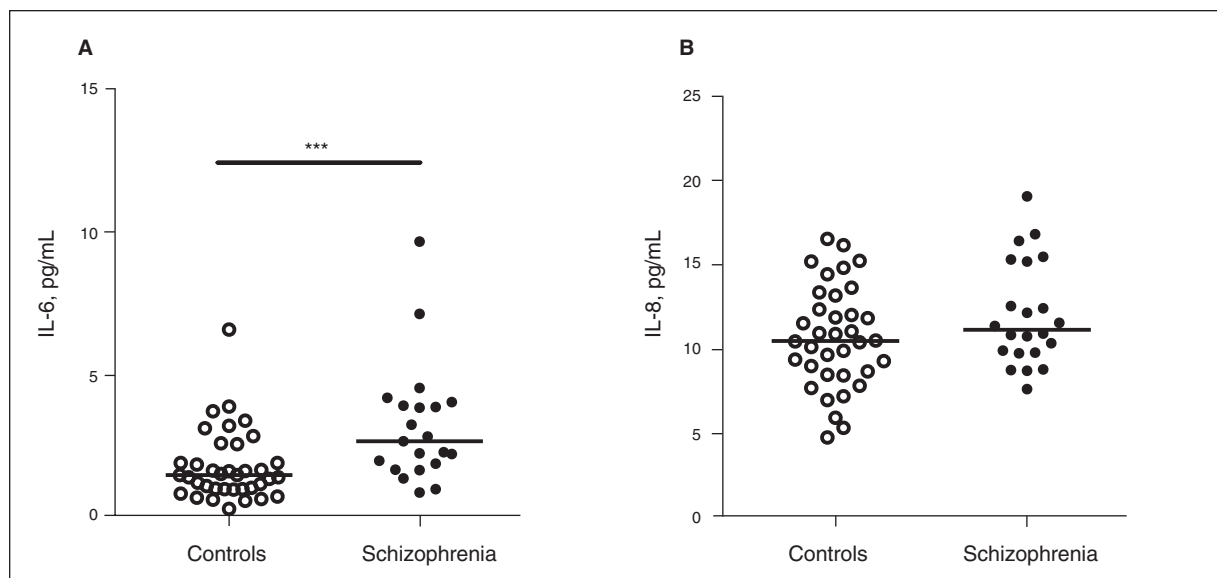 A
15
***
10
IL-6, pg/mL
5
0
Controls Schizophrenia
B
25
20
15
IL-8, pg/mL
10
5
0
Controls Schizophrenia